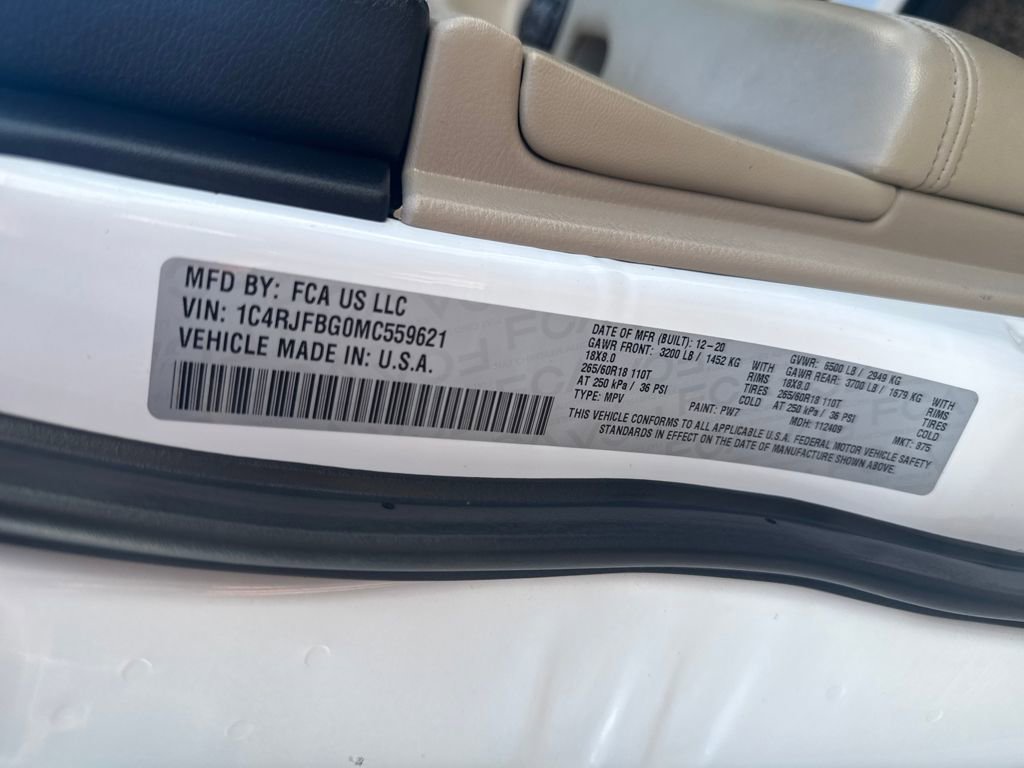 MFD BY: FCA US LLC
VIN: 1C4RJFBG0MC559621
VEHICLE MADE IN: U.S.A.
DATE OF MFR (BUILT): 12-20 GVWR: 6500 LB / 2949 KG
GAWR FRONT: 3200 LB / 1452 KG WITH GAWR REAR: 3700 LB / 1679 KG WITH
18X8.0 RIMS 18X8.0 RIMS
265/60R18 110T TIRES 265/60R18 110T TIRES
AT 250 kPa / 36 PSI COLD AT 250 kPa / 36 PSI COLD
TYPE: MPV PAINT: PW7 MDH: 112409 MKT: 975
THIS VEHICLE CONFORMS TO ALL APPLICABLE U.S.A. FEDERAL MOTOR VEHICLE SAFETY
STANDARDS IN EFFECT ON THE DATE OF MANUFACTURE SHOWN ABOVE.